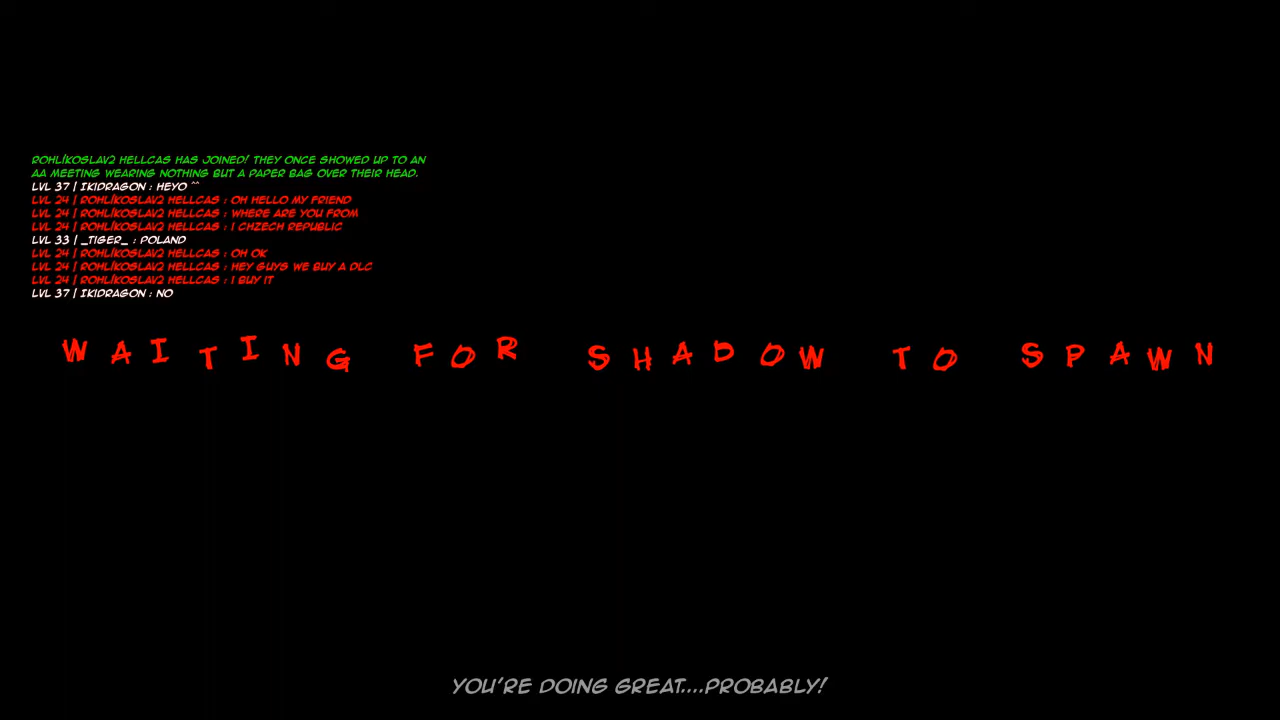 ROHLÍKOSLAV2 HELLCAS HAS JOINED! THEY ONCE SHOWED UP TO AN
AA MEETING WEARING NOTHING BUT A PAPER BAG OVER THEIR HEAD.
LVL 37 | IKIDRAGON : HEYO ^^
LVL 24 | ROHLÍKOSLAV2 HELLCAS : OH HELLO MY FRIEND
LVL 24 | ROHLÍKOSLAV2 HELLCAS : WHERE ARE YOU FROM
LVL 24 | ROHLÍKOSLAV2 HELLCAS : I CHZECH REPUBLIC
LVL 33 | _TIGER_ : POLAND
LVL 24 | ROHLÍKOSLAV2 HELLCAS : OH OK
LVL 24 | ROHLÍKOSLAV2 HELLCAS : HEY GUYS WE BUY A DLC
LVL 24 | ROHLÍKOSLAV2 HELLCAS : I BUY IT
LVL 37 | IKIDRAGON : NO
WAITING FOR SHADOW TO SPAWN
YOU'RE DOING GREAT....PROBABLY!